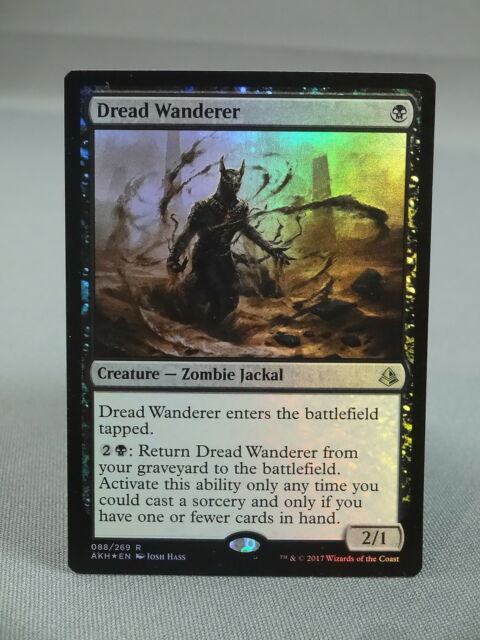 Dread Wanderer
Creature — Zombie Jackal
Dread Wanderer enters the battlefield
tapped.
2: Return Dread Wanderer from
your graveyard to the battlefield.
Activate this ability only any time you
could cast a sorcery and only if you
have one or fewer cards in hand.
2/1
088/269 R
AKH★EN Josh Hass
™ & © 2017 Wizards of the Coast